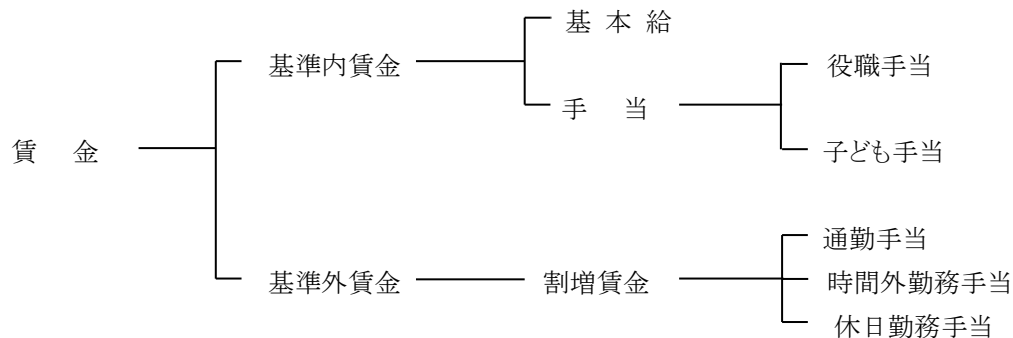 基 本 給
基準内賃金
役職手当
手 当
賃 金
子ども手当
通勤手当
基準外賃金
割増賃金
時間外勤務手当
休日勤務手当